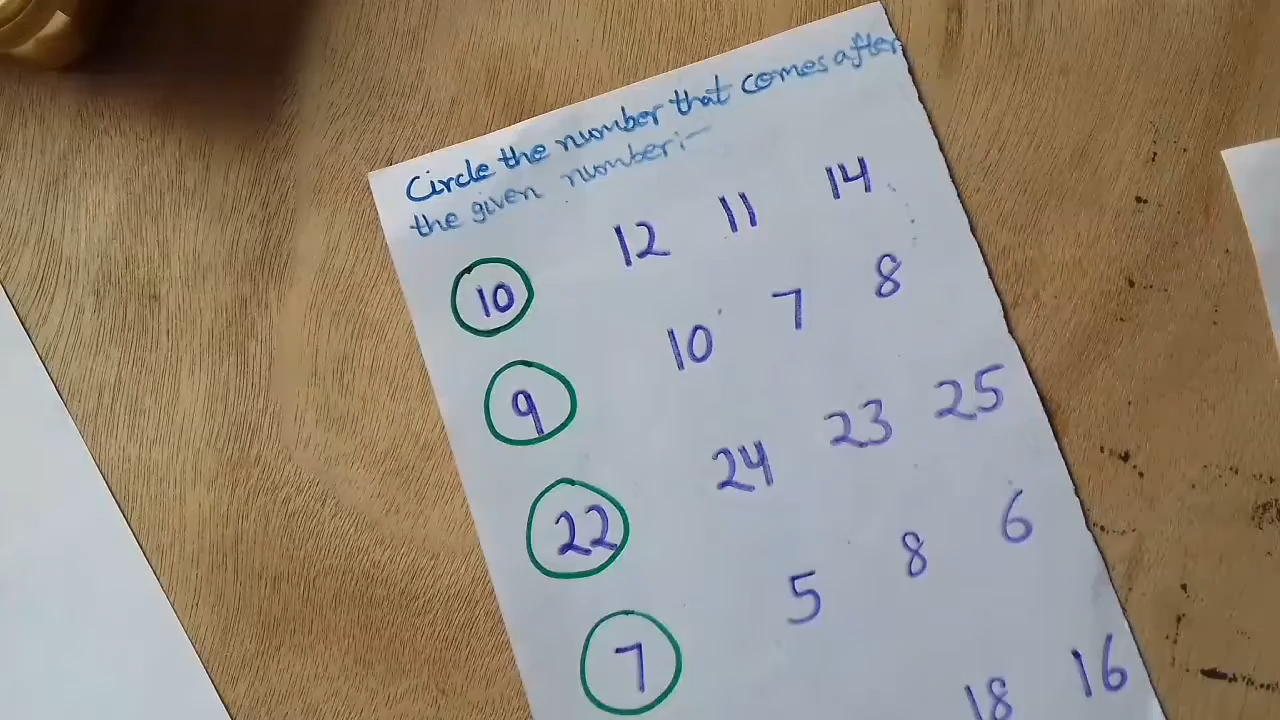 Circle the number that comes after
the given number:-
10 12 11 14
9 10 7 8
22 24 23 25
7 5 8 6
18 16